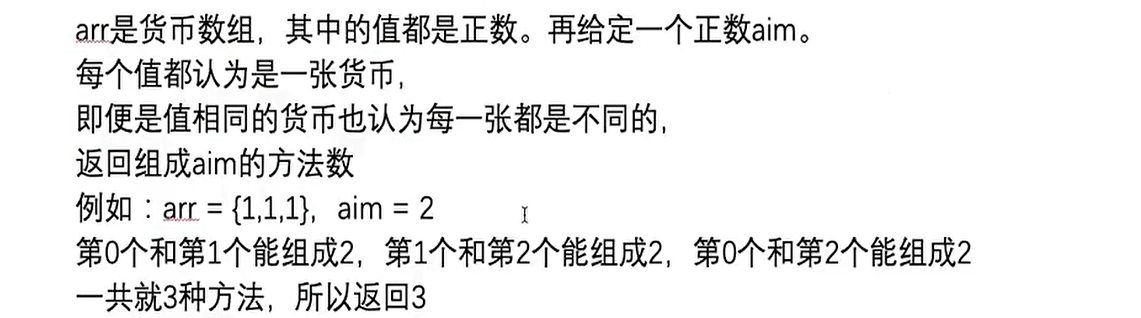 arr是货币数组，其中的值都是正数。再给定一个正数aim。
每个值都认为是一张货币，
即便是值相同的货币也认为每一张都是不同的，
返回组成aim的方法数
例如：arr = {1,1,1}，aim = 2
第0个和第1个能组成2，第1个和第2个能组成2，第0个和第2个能组成2
一共就3种方法，所以返回3